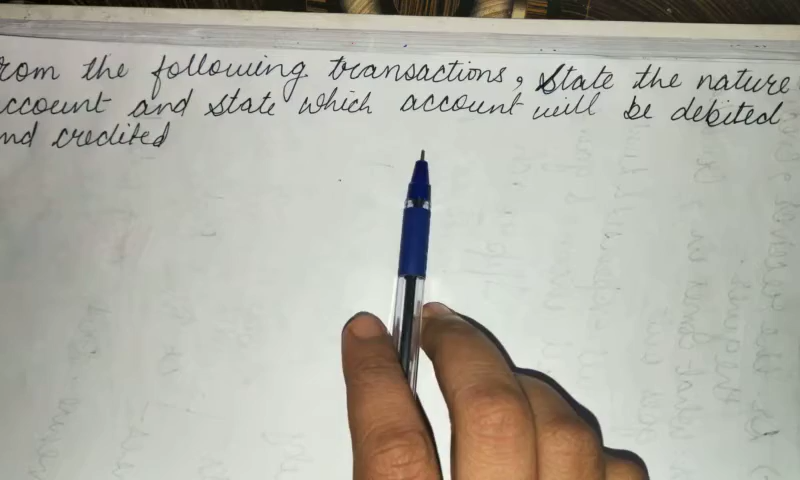 rom the following transactions, State the nature
ccount and state which account will be debited
nd credited